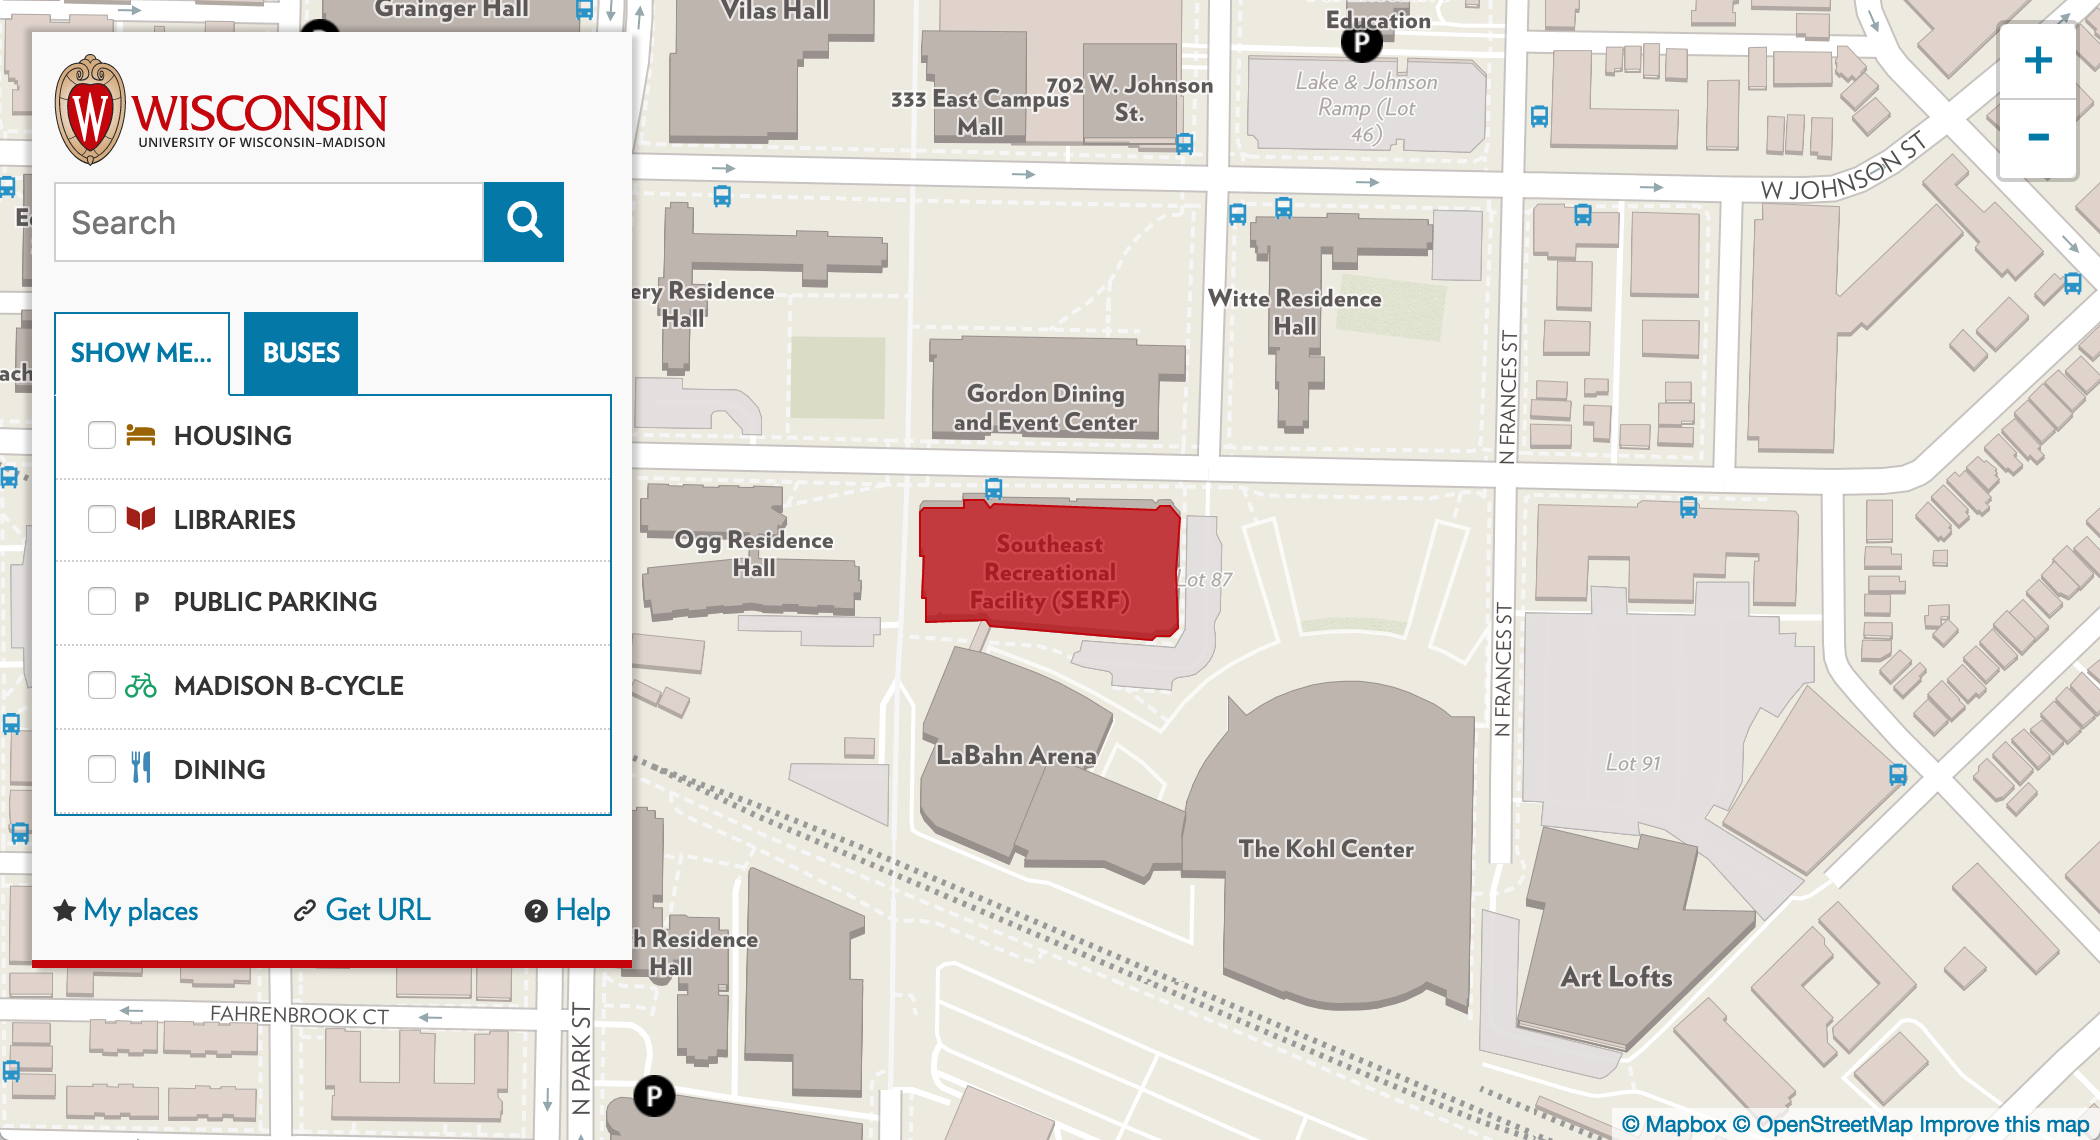 Grainger Hall
Vilas Hall
Education
P
333 East Campus
Mall
702 W. Johnson
St.
Lake & Johnson
Ramp (Lot
46)
W JOHNSON ST
+
-
W
WISCONSIN
UNIVERSITY OF WISCONSIN–MADISON
Search
SHOW ME...
BUSES
HOUSING
LIBRARIES
P PUBLIC PARKING
MADISON B-CYCLE
DINING
My places
Get URL
? Help
ery Residence
Hall
Witte Residence
Hall
Gordon Dining
and Event Center
N FRANCES ST
Ogg Residence
Hall
Southeast
Recreational
Facility (SERF)
Lot 87
N FRANCES ST
LaBahn Arena
The Kohl Center
Lot 91
Art Lofts
h Residence
Hall
FAHRENBROOK CT
N PARK ST
P
© Mapbox © OpenStreetMap Improve this map